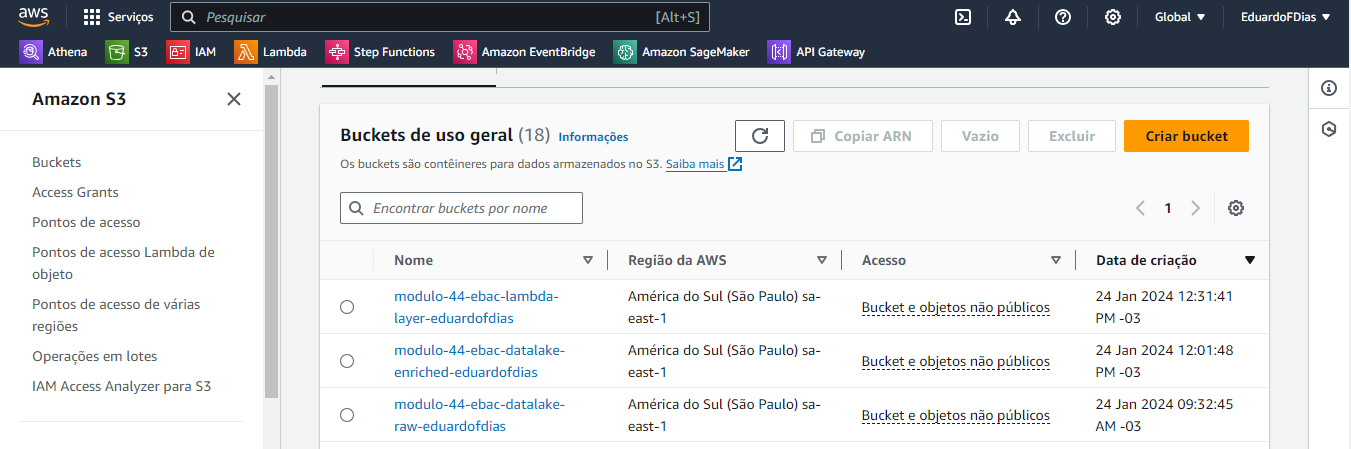 aws Serviços Pesquisar [Alt+S] Global EduardoFDias
Athena S3 IAM Lambda Step Functions Amazon EventBridge Amazon SageMaker API Gateway
Amazon S3
Buckets
Access Grants
Pontos de acesso
Pontos de acesso Lambda de
objeto
Pontos de acesso de várias
regiões
Operações em lotes
IAM Access Analyzer para S3
Buckets de uso geral (18) Informações
Copiar ARN Vazio Excluir Criar bucket
Os buckets são contêineres para dados armazenados no S3. Saiba mais
Encontrar buckets por nome
1
Nome Região da AWS Acesso Data de criação
modulo-44-ebac-lambda- América do Sul (São Paulo) sa- Bucket e objetos não públicos 24 Jan 2024 12:31:41
layer-eduardofdias east-1 PM -03
modulo-44-ebac-datalake- América do Sul (São Paulo) sa- Bucket e objetos não públicos 24 Jan 2024 12:01:48
enriched-eduardofdias east-1 PM -03
modulo-44-ebac-datalake- América do Sul (São Paulo) sa- Bucket e objetos não públicos 24 Jan 2024 09:32:45
raw-eduardofdias east-1 AM -03